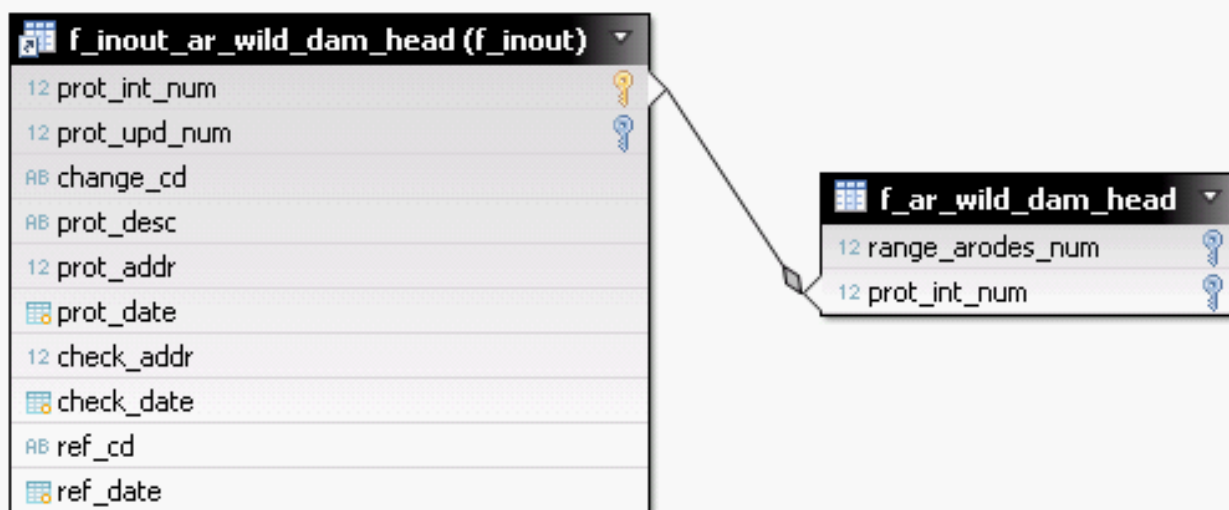 f_inout_ar_wild_dam_head (f_inout)
12 prot_int_num
12 prot_upd_num
AB change_cd
AB prot_desc
12 prot_addr
prot_date
12 check_addr
check_date
AB ref_cd
ref_date
f_ar_wild_dam_head
12 range_arodes_num
12 prot_int_num